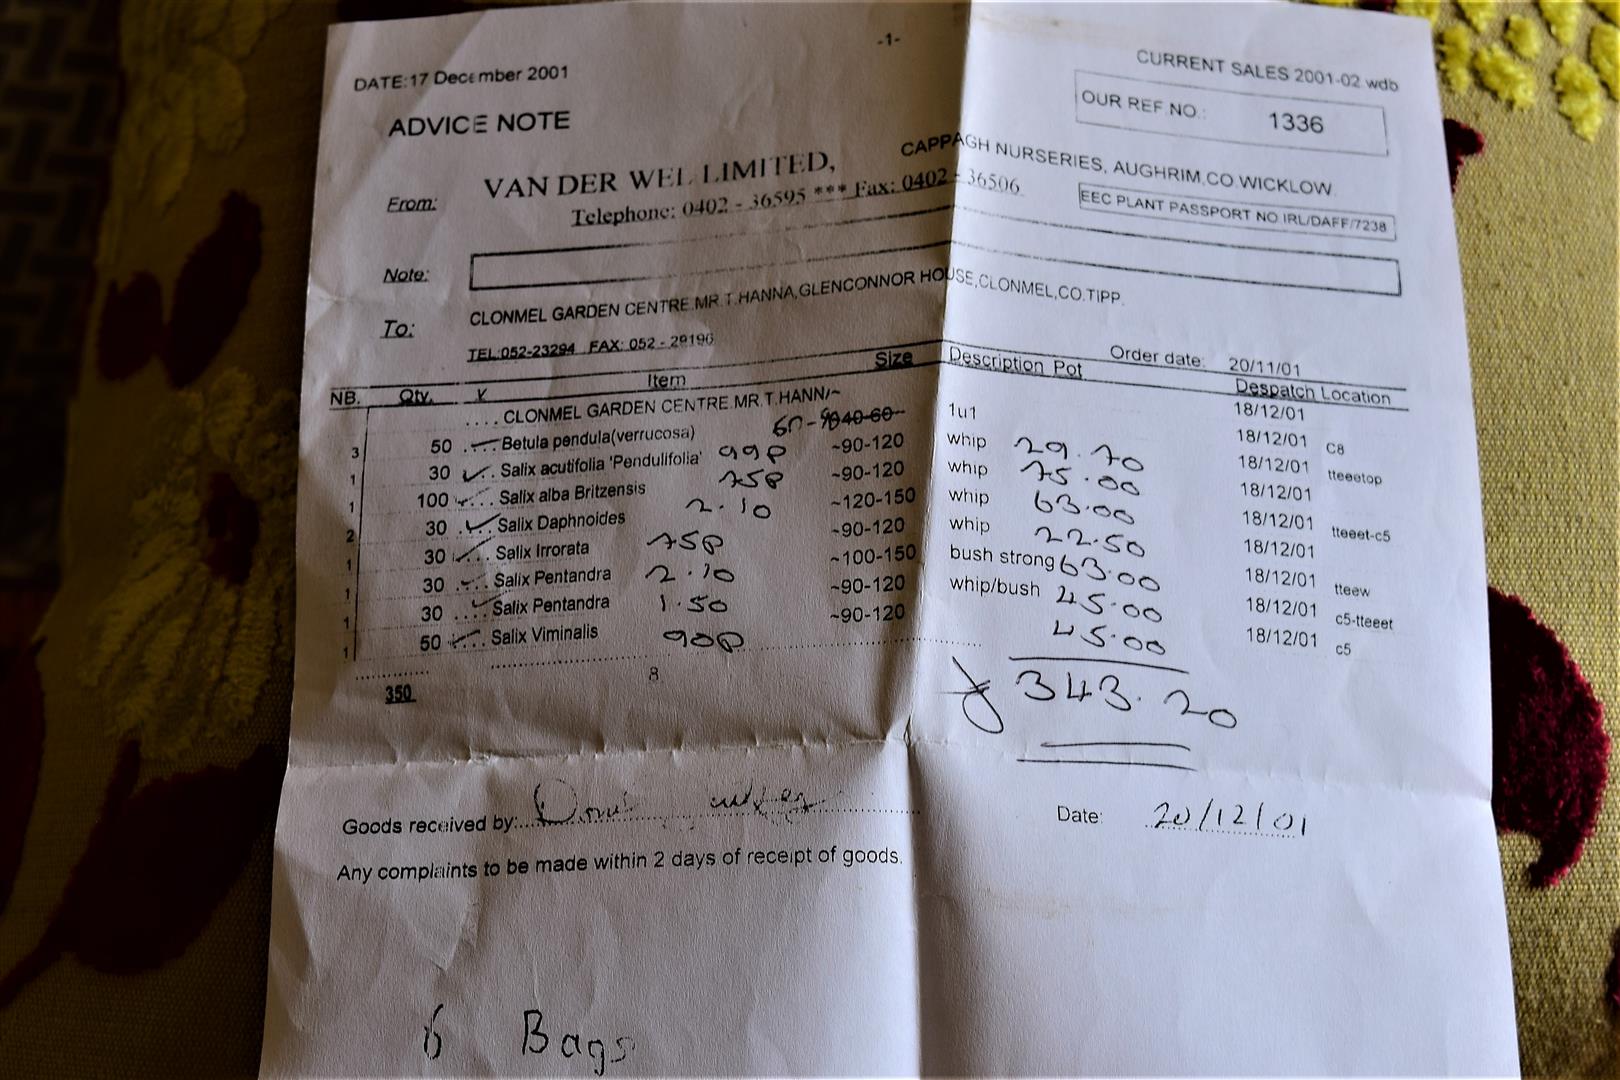 -1-
DATE:17 December 2001
CURRENT SALES 2001-02 wdb
ADVICE NOTE
OUR REF.NO.: 1336
From: VAN DER WEL LIMITED, CAPPAGH NURSERIES, AUGHRIM,CO.WICKLOW.
Telephone: 0402 - 36595 *** Fax: 0402 - 36506
EEC PLANT PASSPORT NO IRL/DAFF/7238
Note:
To: CLONMEL GARDEN CENTRE.MR.T.HANNA,GLENCONNOR HOUSE,CLONMEL,CO.TIPP.
TEL:052-23294 FAX: 052 - 29196
Order date: 20/11/01
NB. Qty. Item Size Description Pot Despatch Location
.... CLONMEL GARDEN CENTRE.MR.T.HANN/~
3 50 .... Betula pendula(verrucosa) 60-90 40-60 1u1 18/12/01
1 30 .... Salix acutifolia 'Pendulifolia' 99p ~90-120 whip 29.70 18/12/01 C8
1 100 .... Salix alba Britzensis 75p ~90-120 whip 75.00 18/12/01 tteeetop
2 30 .... Salix Daphnoides 2.10 ~120-150 whip 63.00 18/12/01
1 30 .... Salix Irrorata 75p ~90-120 whip 22.50 18/12/01 tteeet-c5
1 30 .... Salix Pentandra 2.10 ~100-150 bush strong 63.00 18/12/01
1 30 .... Salix Pentandra 1.50 ~90-120 whip/bush 45.00 18/12/01 tteew
1 50 .... Salix Viminalis 90p ~90-120 45.00 18/12/01 c5-tteeet
18/12/01 c5
350 8 343.20
Goods received by: Date: 20/12/01
Any complaints to be made within 2 days of receipt of goods.
6 Bags